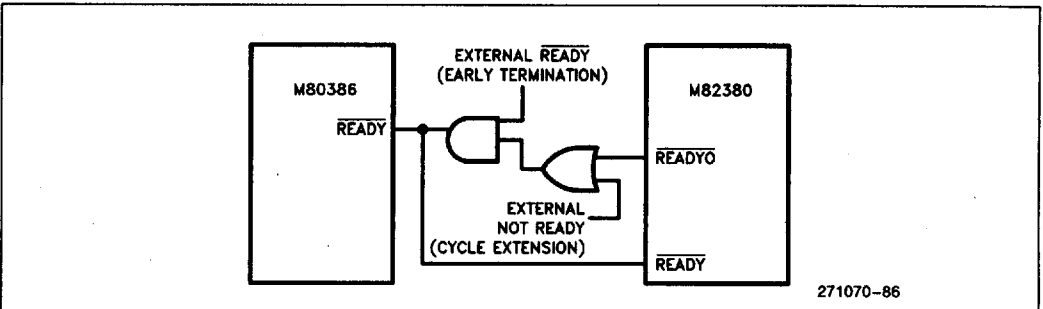 EXTERNAL READY
(EARLY TERMINATION)
M80386
M82380
READY
READYO
EXTERNAL
NOT READY
(CYCLE EXTENSION)
READY
271070-86